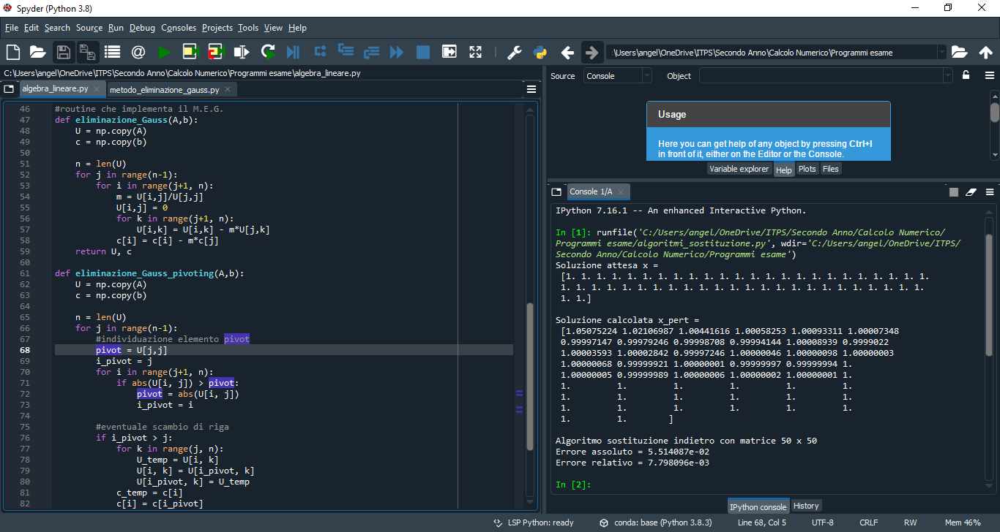 Spyder (Python 3.8)
File Edit Search Source Run Debug Consoles Projects Tools View Help
:\Users\angel\OneDrive\ITPS\Secondo Anno\Calcolo Numerico\Programmi esame
C:\Users\angel\OneDrive\ITPS\Secondo Anno\Calcolo Numerico\Programmi esame\algebra_lineare.py
algebra_lineare.py metodo_eliminazione_gauss.py
46 #routine che implementa il M.E.G.
47 def eliminazione_Gauss(A,b):
48 U = np.copy(A)
49 c = np.copy(b)
50
51 n = len(U)
52 for j in range(n-1):
53 for i in range(j+1, n):
54 m = U[i,j]/U[j,j]
55 U[i,j] = 0
56 for k in range(j+1, n):
57 U[i,k] = U[i,k] - m*U[j,k]
58 c[i] = c[i] - m*c[j]
59 return U, c
60
61 def eliminazione_Gauss_pivoting(A,b):
62 U = np.copy(A)
63 c = np.copy(b)
64
65 n = len(U)
66 for j in range(n-1):
67 #individuazione elemento pivot
68 pivot = U[j,j]
69 i_pivot = j
70 for i in range(j+1, n):
71 if abs(U[i, j]) > pivot:
72 pivot = abs(U[i, j])
73 i_pivot = i
74
75 #eventuale scambio di riga
76 if i_pivot > j:
77 for k in range(j, n):
78 U_temp = U[i, k]
79 U[i, k] = U[i_pivot, k]
80 U[i_pivot, k] = U_temp
81 c_temp = c[i]
82 c[i] = c[i_pivot]
Source Console Object
Usage
Here you can get help of any object by pressing Ctrl+I
in front of it, either on the Editor or the Console.
Variable explorer Help Plots Files
Console 1/A
IPython 7.16.1 -- An enhanced Interactive Python.
In [1]: runfile('C:/Users/angel/OneDrive/ITPS/Secondo Anno/Calcolo Numerico/
Programmi esame/algoritmi_sostituzione.py', wdir='C:/Users/angel/OneDrive/ITPS/
Secondo Anno/Calcolo Numerico/Programmi esame')
Soluzione attesa x =
[1. 1. 1. 1. 1. 1. 1. 1. 1. 1. 1. 1. 1. 1. 1. 1. 1. 1. 1. 1. 1. 1. 1. 1.
1. 1. 1. 1. 1. 1. 1. 1. 1. 1. 1. 1. 1. 1. 1. 1. 1. 1. 1. 1. 1. 1. 1. 1.
1. 1.]
Soluzione calcolata x_pert =
[1.05075224 1.02106987 1.00441616 1.00058253 1.00093311 1.00007348
0.99997147 0.99979246 0.99998708 0.99994144 1.00008939 0.9999022
1.00003593 1.00002842 0.99997246 1.00000046 1.00000098 1.00000003
1.00000068 0.99999921 1.00000001 0.99999997 0.99999994 1.
1.00000005 0.99999989 1.00000006 1.00000002 1.00000001 1.
1. 1. 1. 1. 1. 1.
1. 1. 1. 1. 1. 1.
1. 1. 1. 1. 1. 1.
1. 1. ]
Algoritmo sostituzione indietro con matrice 50 x 50
Errore assoluto = 5.514087e-02
Errore relativo = 7.798096e-03
In [2]:
IPython console History
LSP Python: ready conda: base (Python 3.8.3) Line 68, Col 5 UTF-8 CRLF RW Mem 46%